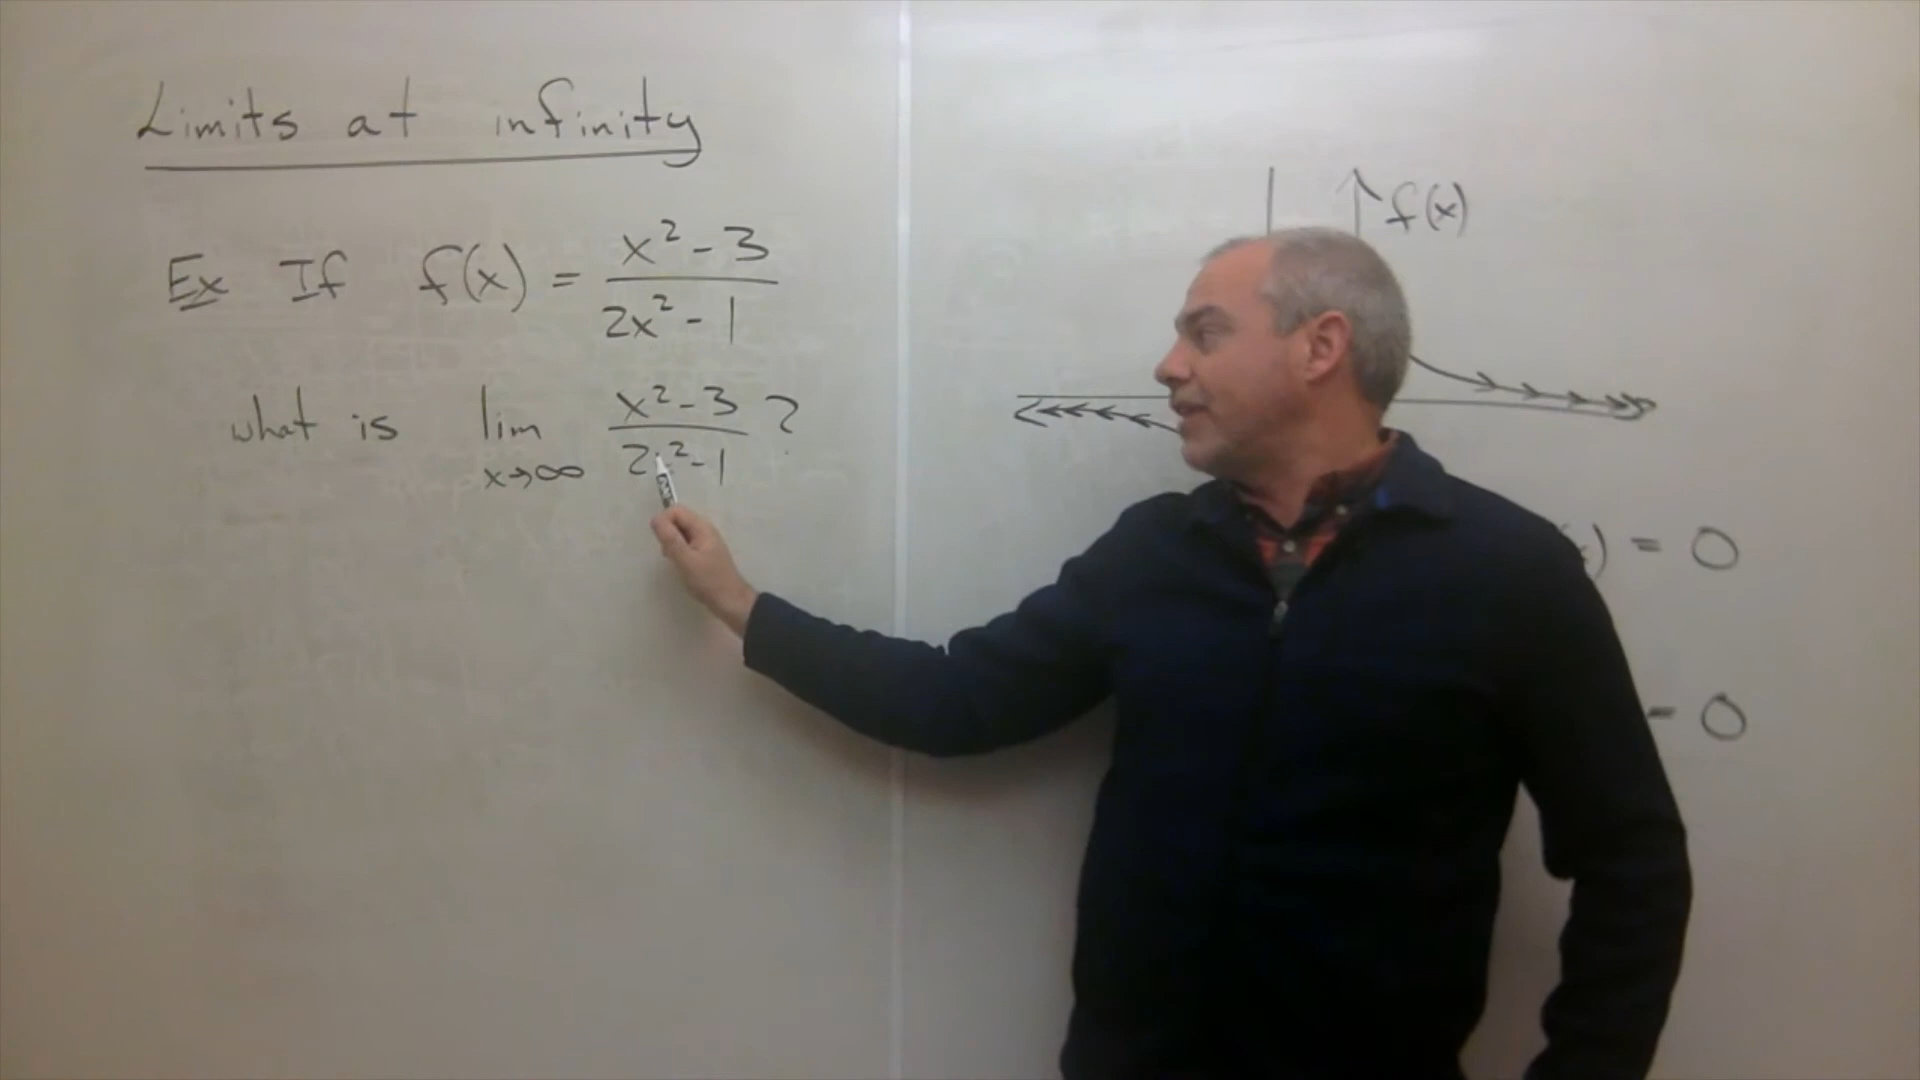 Limits at infinity
Ex If f(x) = x² - 3 / 2x² - 1
what is lim x→∞ x² - 3 / 2x² - 1 ?
f(x)
) = 0
= 0